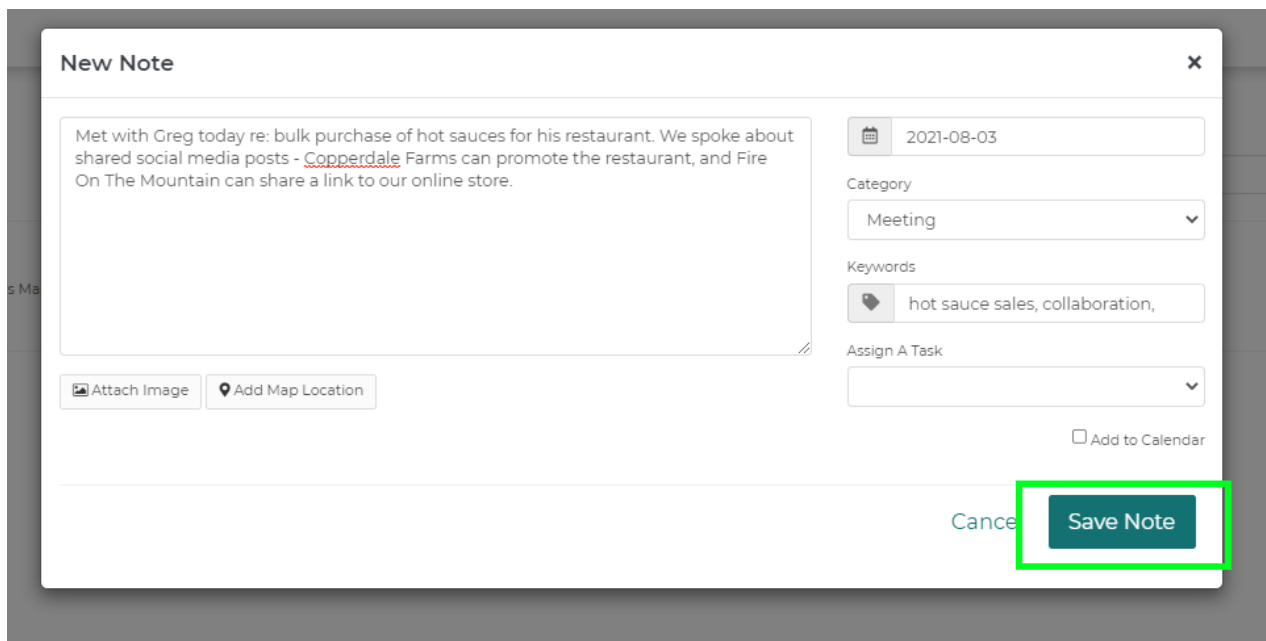 New Note
Met with Greg today re: bulk purchase of hot sauces for his restaurant. We spoke about
shared social media posts - Copperdale Farms can promote the restaurant, and Fire
On The Mountain can share a link to our online store.
2021-08-03
Category
Meeting
Keywords
hot sauce sales, collaboration,
Assign A Task
Attach Image
Add Map Location
Add to Calendar
Cance
Save Note
s Ma